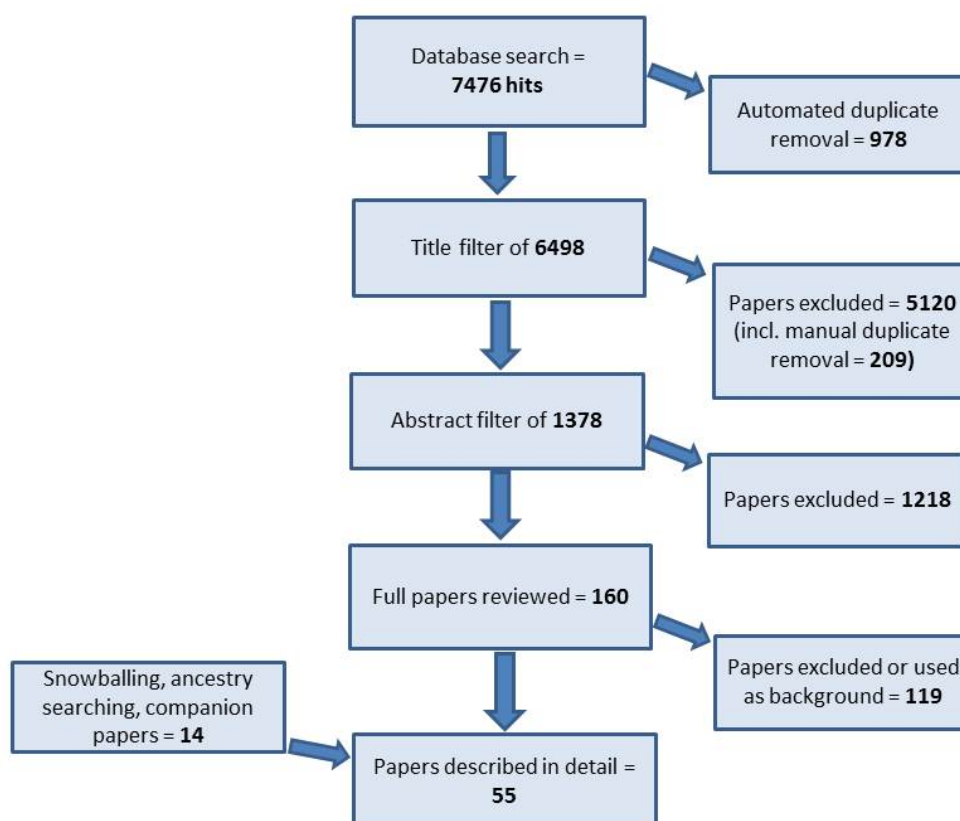 Database search =
7476 hits
Automated duplicate
removal = 978
Title filter of 6498
Papers excluded = 5120
(incl. manual duplicate
removal = 209)
Abstract filter of 1378
Papers excluded = 1218
Full papers reviewed = 160
Papers excluded or used
as background = 119
Snowballing, ancestry
searching, companion
papers = 14
Papers described in detail =
55